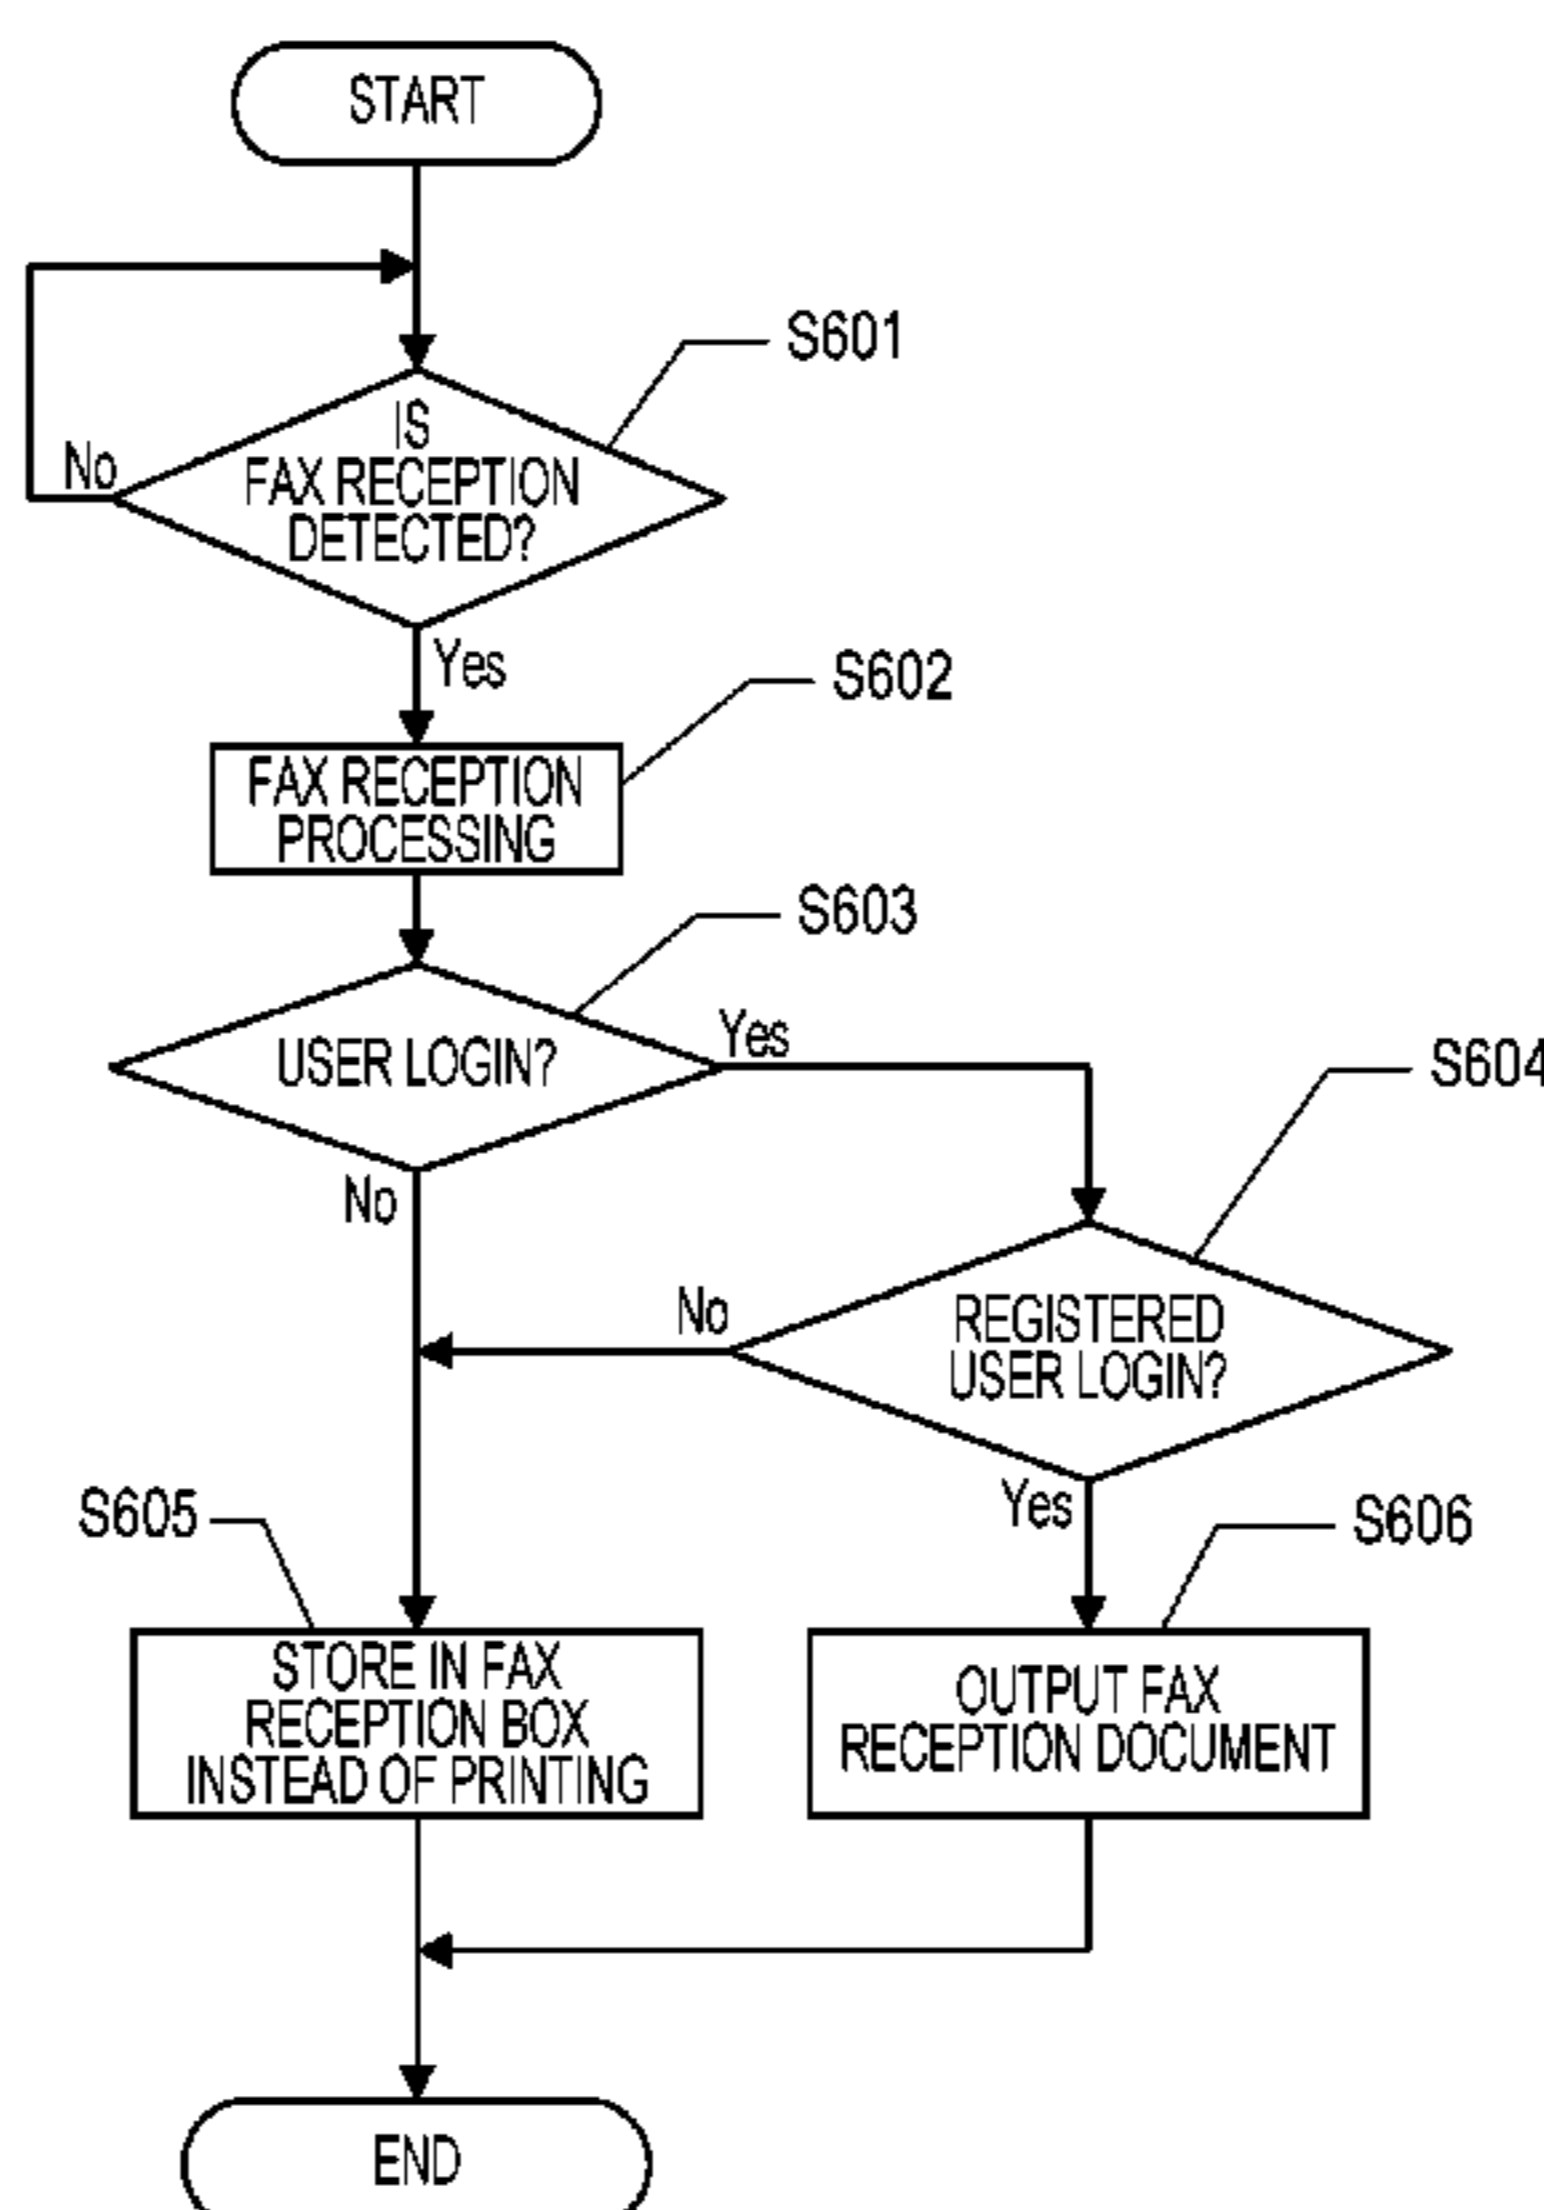 START
S601
IS
FAX RECEPTION
DETECTED?
No
Yes
S602
FAX RECEPTION
PROCESSING
S603
USER LOGIN?
Yes
No
S604
REGISTERED
USER LOGIN?
No
Yes
S605
S606
STORE IN FAX
RECEPTION BOX
INSTEAD OF PRINTING
OUTPUT FAX
RECEPTION DOCUMENT
END